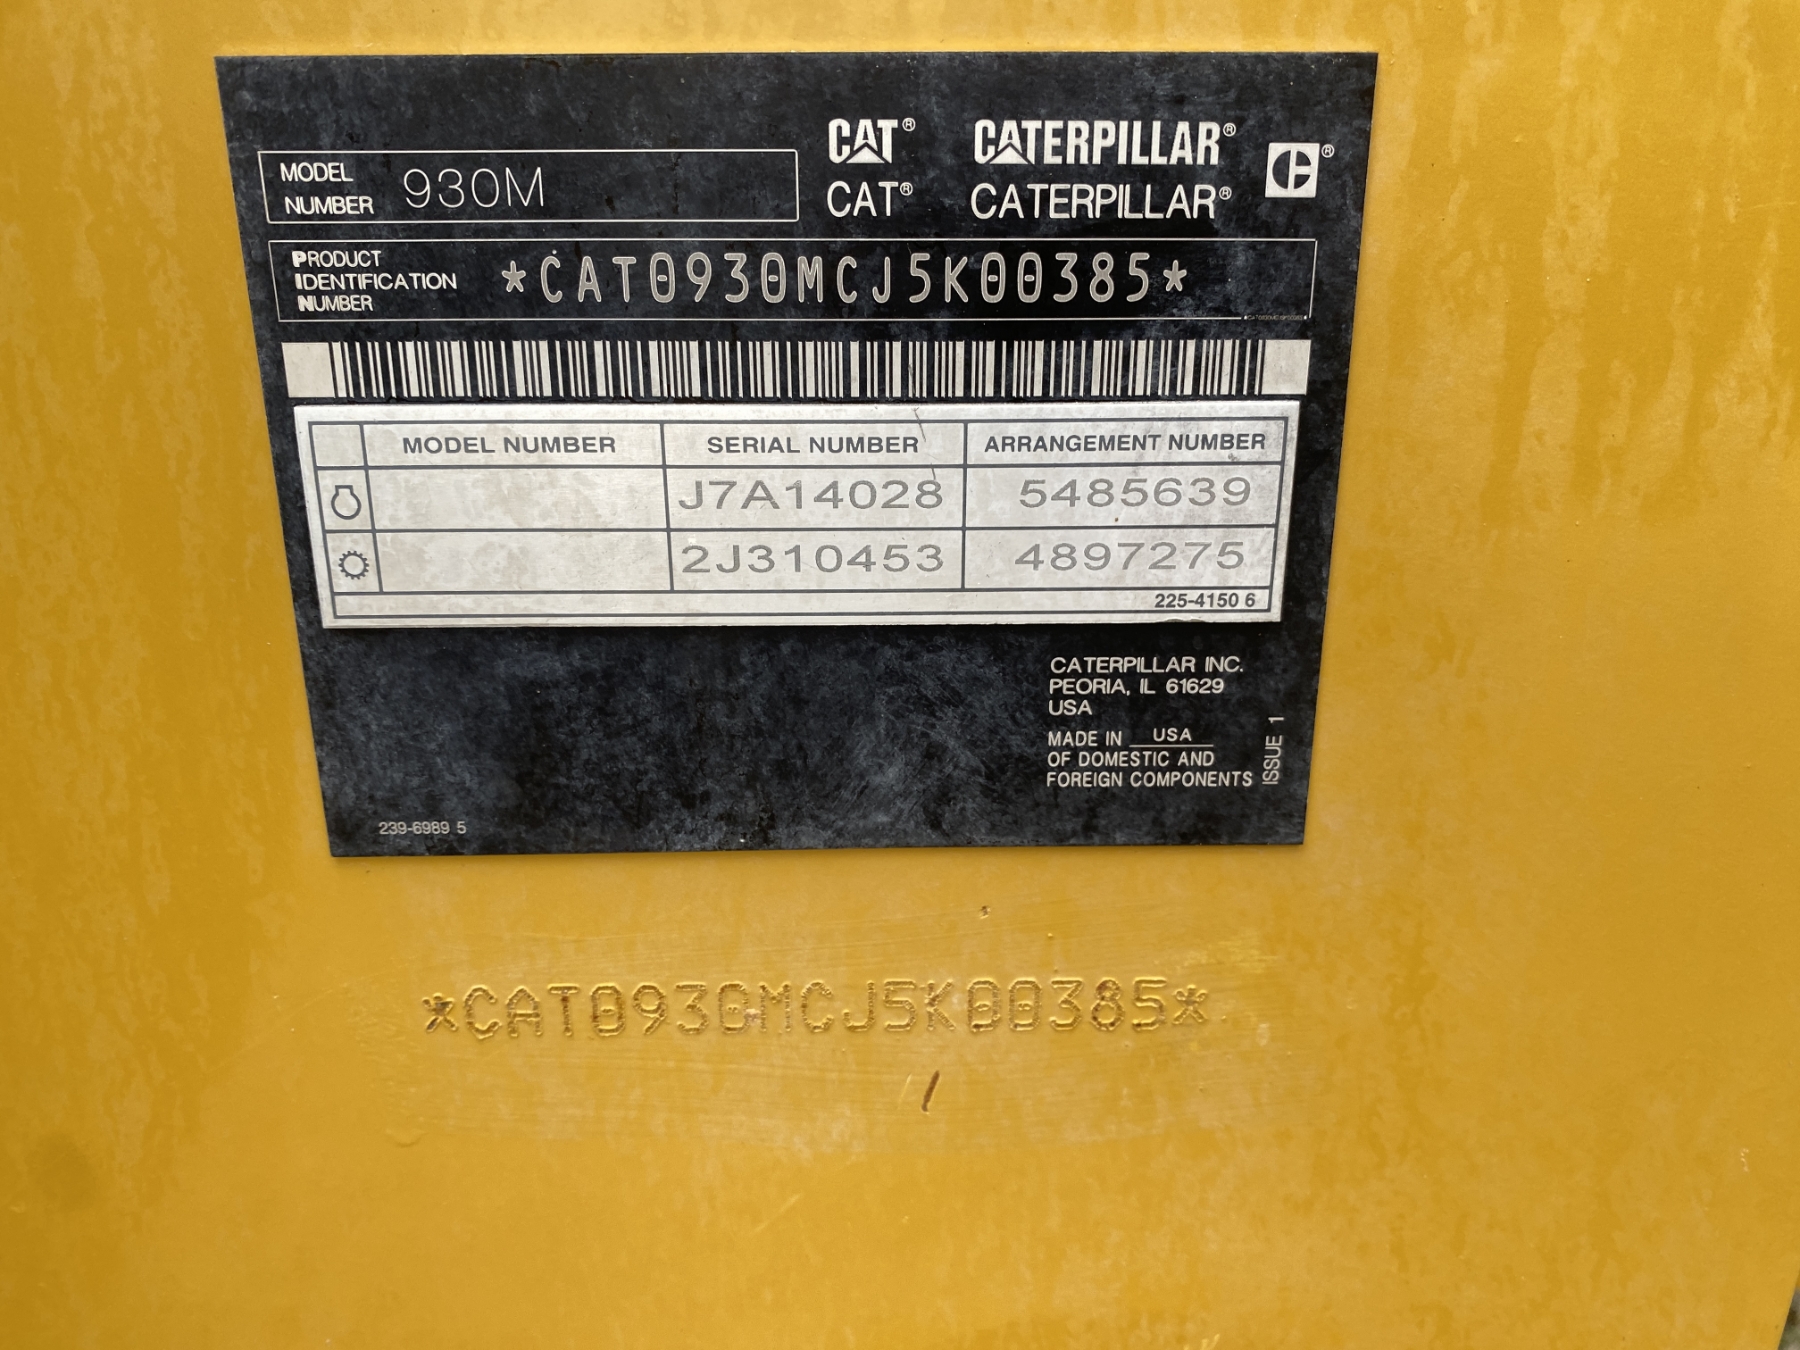 CAT® CATERPILLAR® ®
MODEL NUMBER 930M
CAT® CATERPILLAR®
PRODUCT IDENTIFICATION NUMBER *CAT0930MCJ5K00385*
MODEL NUMBER SERIAL NUMBER ARRANGEMENT NUMBER
J7A14028 5485639
2J310453 4897275
225-4150 6
CATERPILLAR INC.
PEORIA, IL 61629
USA
MADE IN USA
OF DOMESTIC AND
FOREIGN COMPONENTS
ISSUE 1
239-6989 5
*CAT0930MCJ5K00385*